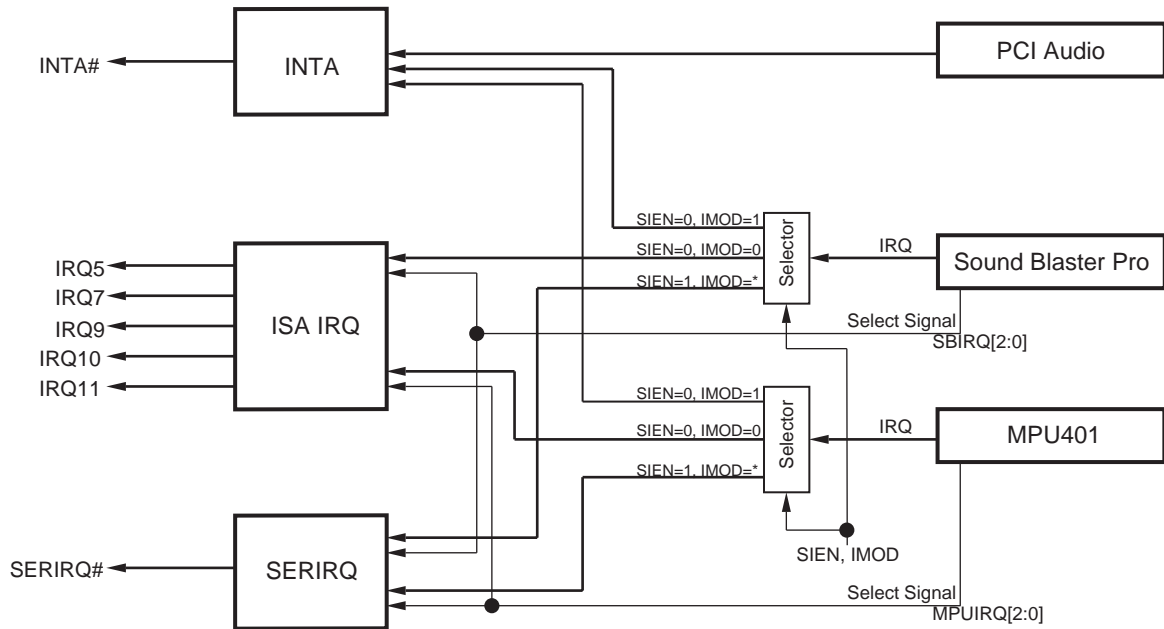 PCI Audio
INTA#
INTA
SIEN=0, IMOD=1
SIEN=0, IMOD=0
SIEN=1, IMOD=*
Selector
IRQ
Sound Blaster Pro
IRQ5
IRQ7
IRQ9
IRQ10
IRQ11
ISA IRQ
Select Signal
SBIRQ[2:0]
SIEN=0, IMOD=1
SIEN=0, IMOD=0
SIEN=1, IMOD=*
Selector
IRQ
MPU401
SIEN, IMOD
SERIRQ#
SERIRQ
Select Signal
MPUIRQ[2:0]